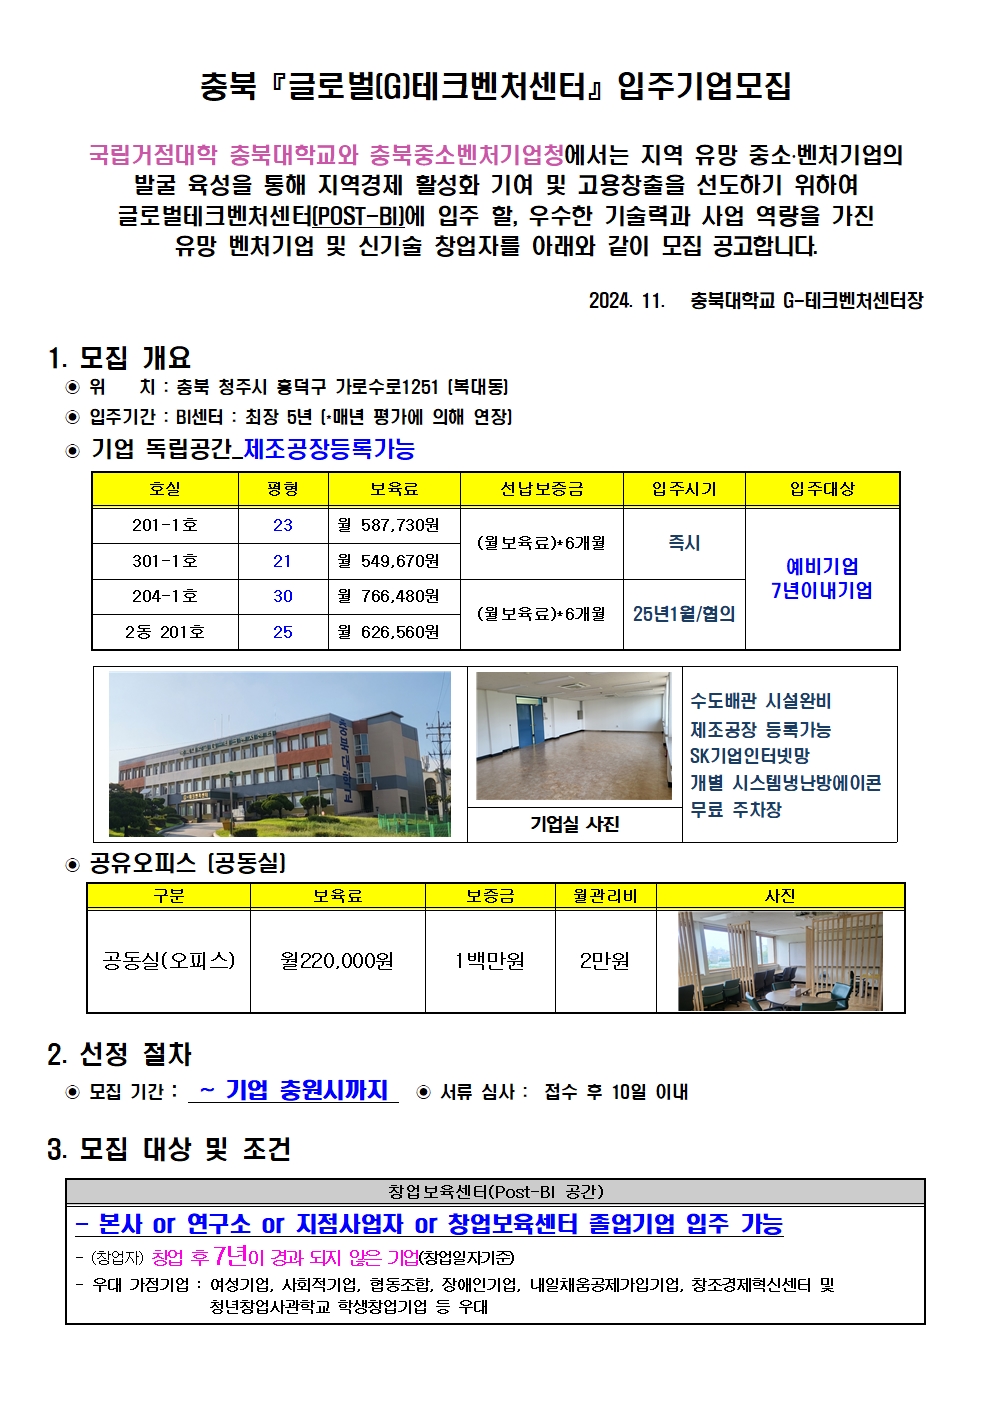 충북『글로벌(G)테크벤처센터』입주기업모집
국립거점대학 충북대학교와 충북중소벤처기업청에서는 지역 유망 중소·벤처기업의
발굴 육성을 통해 지역경제 활성화 기여 및 고용창출을 선도하기 위하여
글로벌테크벤처센터(POST-BI)에 입주 할, 우수한 기술력과 사업 역량을 가진
유망 벤처기업 및 신기술 창업자를 아래와 같이 모집 공고합니다.
2024. 11. 충북대학교 G-테크벤처센터장
1. 모집 개요
◉ 위 치 : 충북 청주시 흥덕구 가로수로1251 (복대동)
◉ 입주기간 : BI센터 : 최장 5년 (*매년 평가에 의해 연장)
◉ 기업 독립공간_제조공장등록가능
호실 평형 보육료 선납보증금 입주시기 입주대상
201-1호 23 월 587,730원 (월보육료)*6개월 즉시 예비기업 7년이내기업
301-1호 21 월 549,670원
204-1호 30 월 766,480원 (월보육료)*6개월 25년1월/협의
2동 201호 25 월 626,560원
충북대학교
기업실 사진
수도배관 시설완비
제조공장 등록가능
SK기업인터넷망
개별 시스템냉난방에이콘
무료 주차장
◉ 공유오피스 (공동실)
구분 보육료 보증금 월관리비 사진
공동실(오피스) 월220,000원 1백만원 2만원
2. 선정 절차
◉ 모집 기간 : ~ 기업 충원시까지 ◉ 서류 심사 : 접수 후 10일 이내
3. 모집 대상 및 조건
창업보육센터(Post-BI 공간)
- 본사 or 연구소 or 지점사업자 or 창업보육센터 졸업기업 입주 가능
- (창업자) 창업 후 7년이 경과 되지 않은 기업(창업일자기준)
- 우대 가점기업 : 여성기업, 사회적기업, 협동조합, 장애인기업, 내일채움공제가입기업, 창조경제혁신센터 및
청년창업사관학교 학생창업기업 등 우대